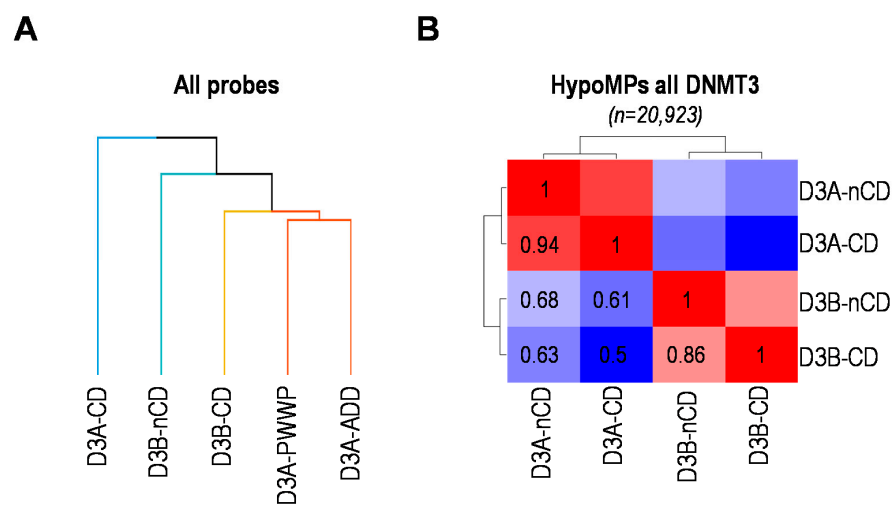 A
All probes
D3A-CD
D3B-nCD
D3B-CD
D3A-PWWP
D3A-ADD
B
HypoMPs all DNMT3
(n=20,923)
1
D3A-nCD
0.94 1
D3A-CD
0.68 0.61 1
D3B-nCD
0.63 0.5 0.86 1
D3B-CD
D3A-nCD
D3A-CD
D3B-nCD
D3B-CD